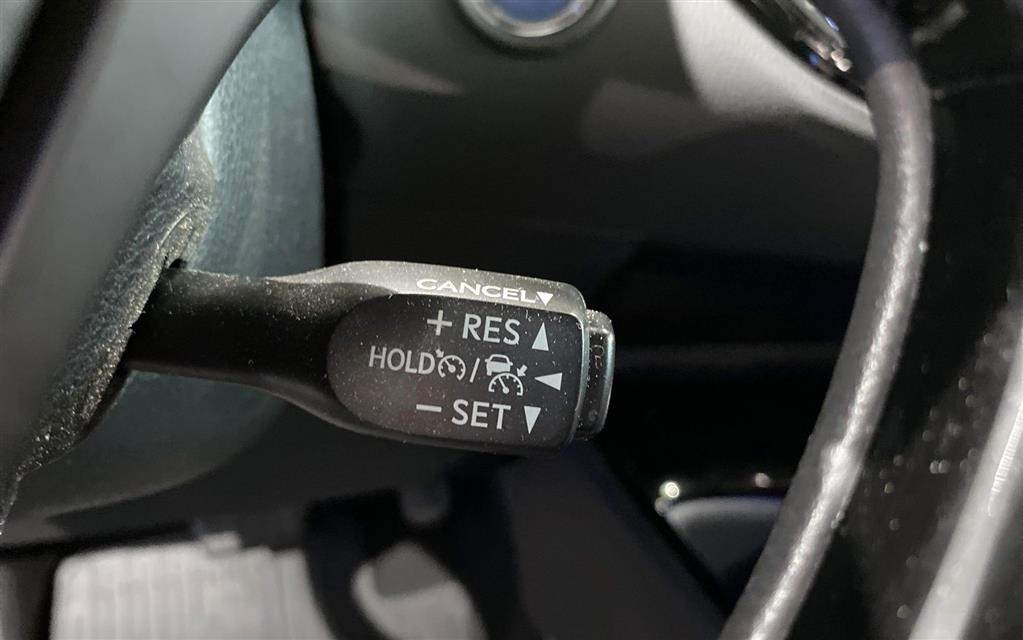 CANCEL▼
+ RES ▲
HOLD / ◀
− SET ▼